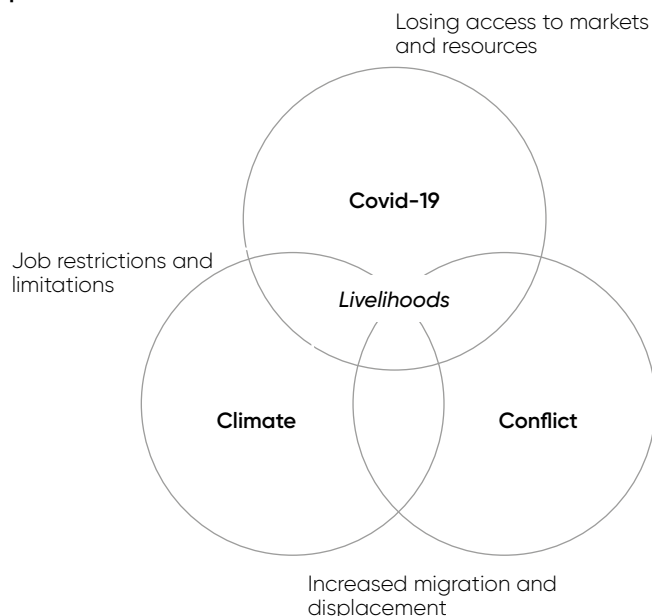 Losing access to markets
and resources
Covid-19
Job restrictions and
limitations
Livelihoods
Climate
Conflict
Increased migration and
displacement